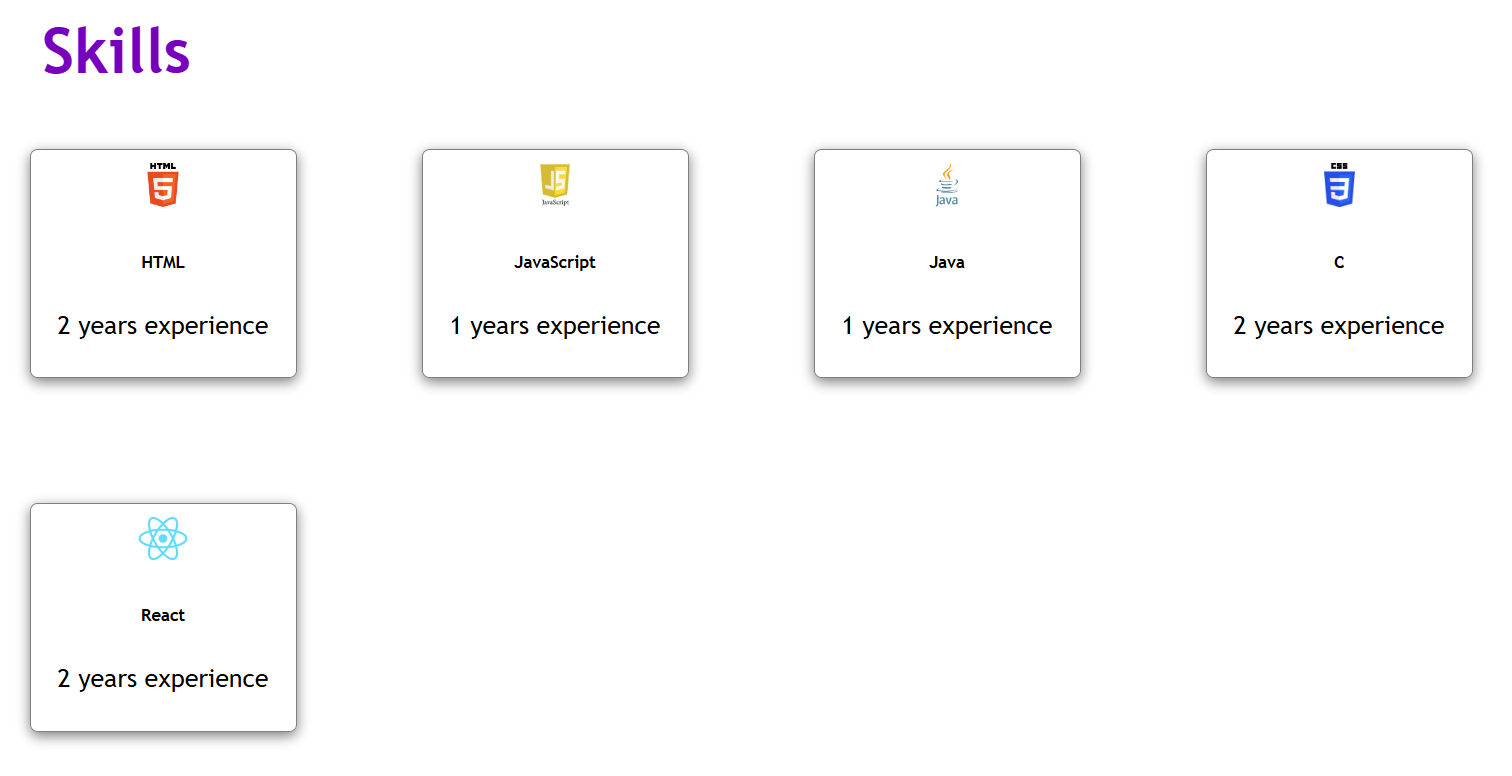 Skills
HTML
5
HTML
2 years experience
JS
JavaScript
JavaScript
1 years experience
Java
Java
1 years experience
CSS
3
C
2 years experience
React
2 years experience